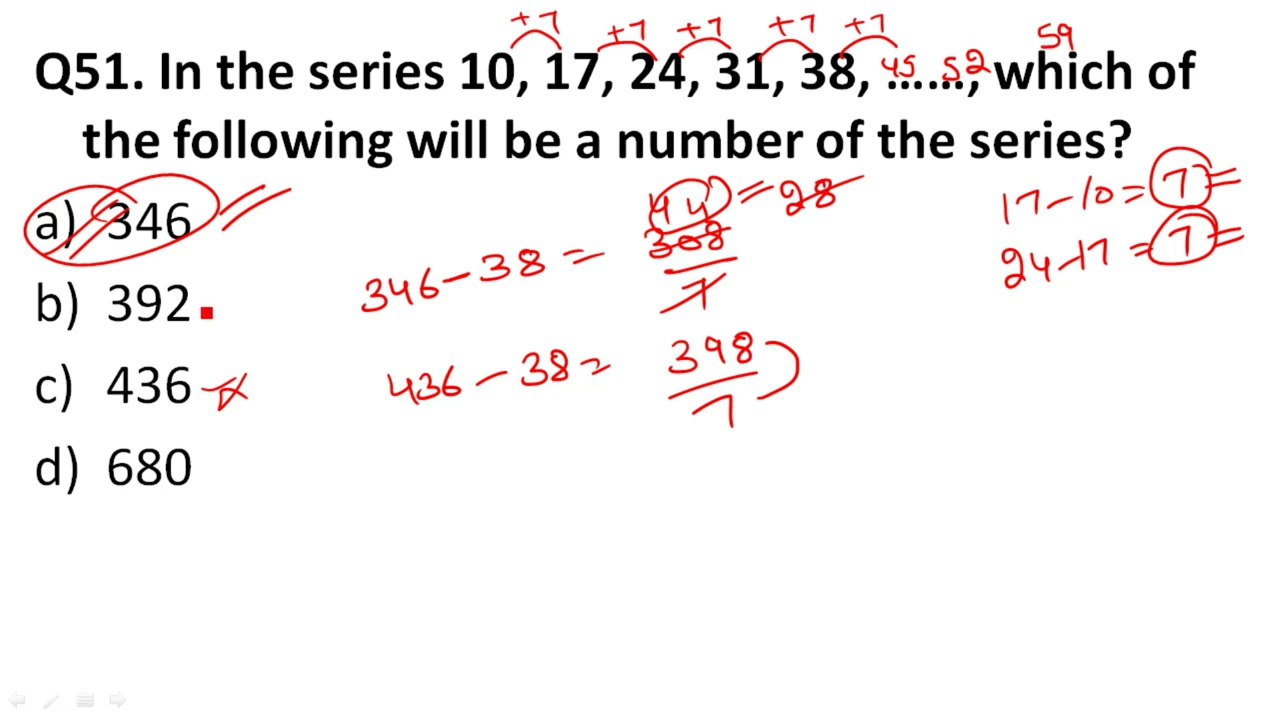 +7 +7 +7 +7 +7 59
Q51. In the series 10, 17, 24, 31, 38, ......, which of
45 52
the following will be a number of the series?
a) 346
44 = 28
17-10 = 7 =
346 - 38 = 308/7
24-17 = 7 =
b) 392
436 - 38 = 398/7
c) 436
d) 680